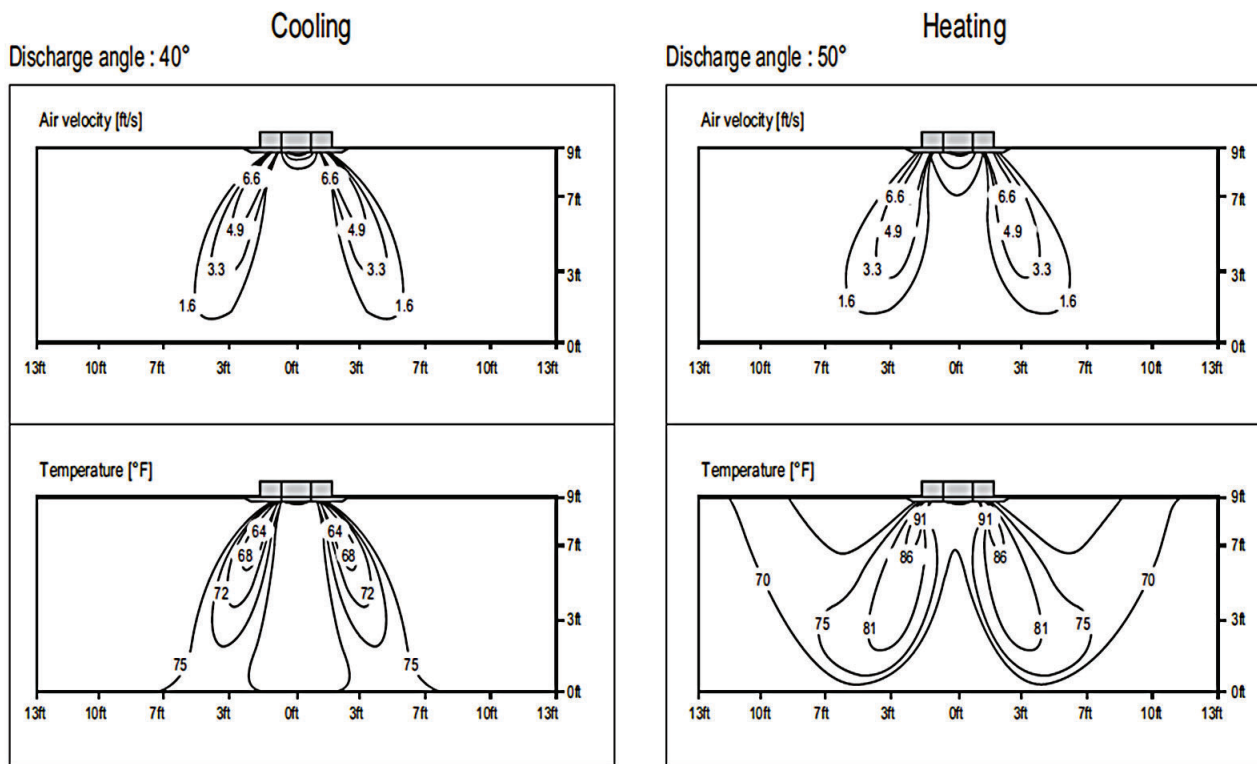 Cooling
Discharge angle : 40°
Air velocity [ft/s]
9ft
6.6 6.6
7ft
4.9 4.9
3.3 3.3
3ft
1.6 1.6
0ft
13ft 10ft 7ft 3ft 0ft 3ft 7ft 10ft 13ft
Temperature [°F]
9ft
64 64
7ft
68 68
72 72
3ft
75 75
0ft
13ft 10ft 7ft 3ft 0ft 3ft 7ft 10ft 13ft
Heating
Discharge angle : 50°
Air velocity [ft/s]
9ft
6.6 6.6
7ft
4.9 4.9
3.3 3.3
3ft
1.6 1.6
0ft
13ft 10ft 7ft 3ft 0ft 3ft 7ft 10ft 13ft
Temperature [°F]
9ft
91 91
7ft
86 86
70 70
75 75
3ft
81 81
0ft
13ft 10ft 7ft 3ft 0ft 3ft 7ft 10ft 13ft